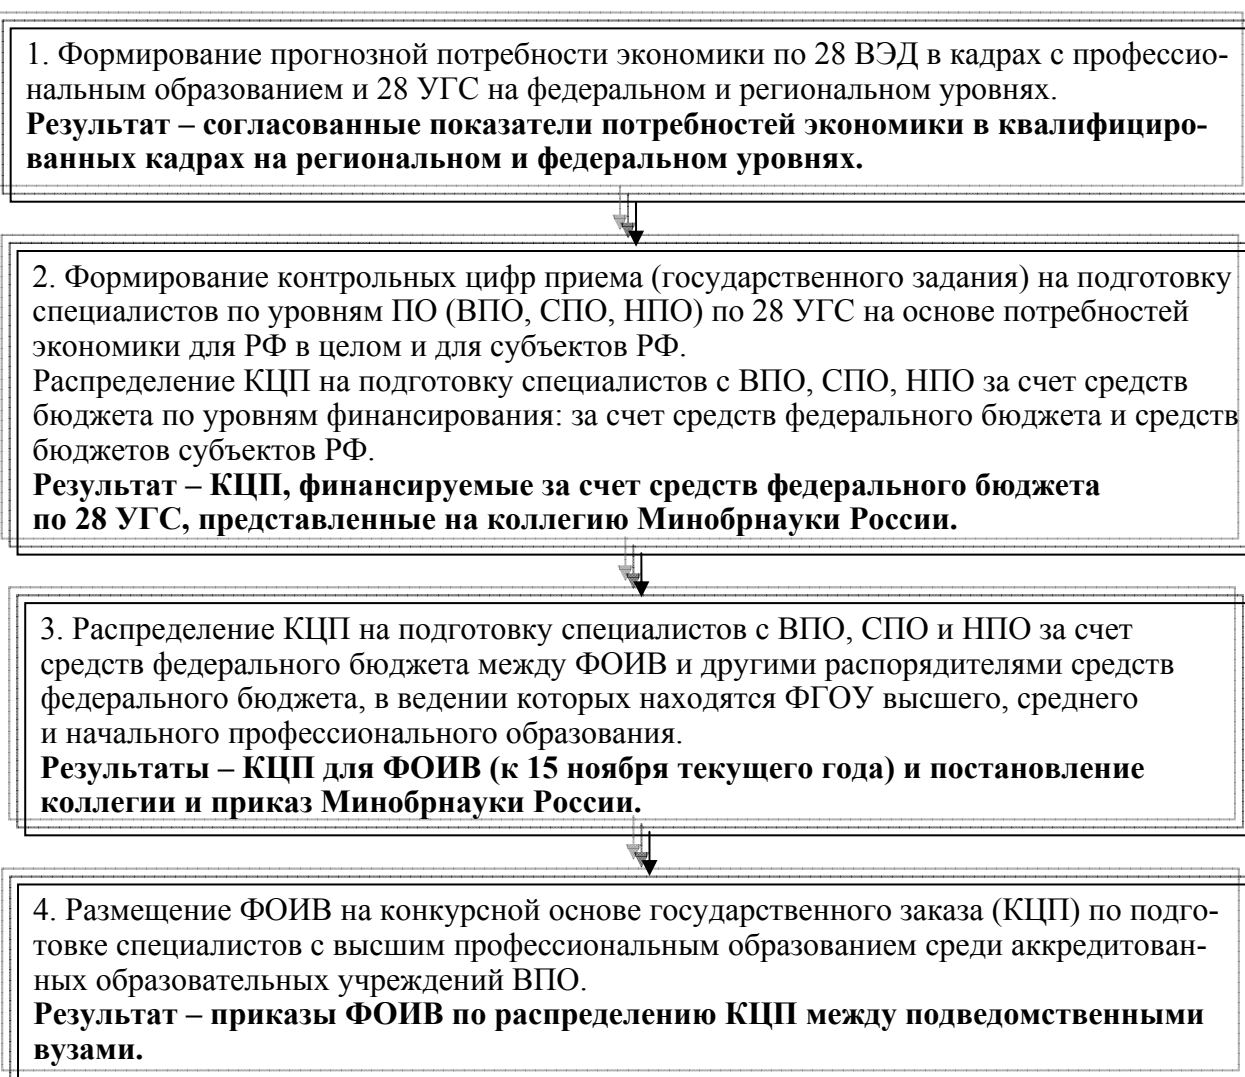 1. Формирование прогнозной потребности экономики по 28 ВЭД в кадрах с профессио-
нальным образованием и 28 УГС на федеральном и региональном уровнях.
Результат – согласованные показатели потребностей экономики в квалифициро-
ванных кадрах на региональном и федеральном уровнях.
2. Формирование контрольных цифр приема (государственного задания) на подготовку
специалистов по уровням ПО (ВПО, СПО, НПО) по 28 УГС на основе потребностей
экономики для РФ в целом и для субъектов РФ.
Распределение КЦП на подготовку специалистов с ВПО, СПО, НПО за счет средств
бюджета по уровням финансирования: за счет средств федерального бюджета и средств
бюджетов субъектов РФ.
Результат – КЦП, финансируемые за счет средств федерального бюджета
по 28 УГС, представленные на коллегию Минобрнауки России.
3. Распределение КЦП на подготовку специалистов с ВПО, СПО и НПО за счет
средств федерального бюджета между ФОИВ и другими распорядителями средств
федерального бюджета, в ведении которых находятся ФГОУ высшего, среднего
и начального профессионального образования.
Результаты – КЦП для ФОИВ (к 15 ноября текущего года) и постановление
коллегии и приказ Минобрнауки России.
4. Размещение ФОИВ на конкурсной основе государственного заказа (КЦП) по подго-
товке специалистов с высшим профессиональным образованием среди аккредитован-
ных образовательных учреждений ВПО.
Результат – приказы ФОИВ по распределению КЦП между подведомственными
вузами.